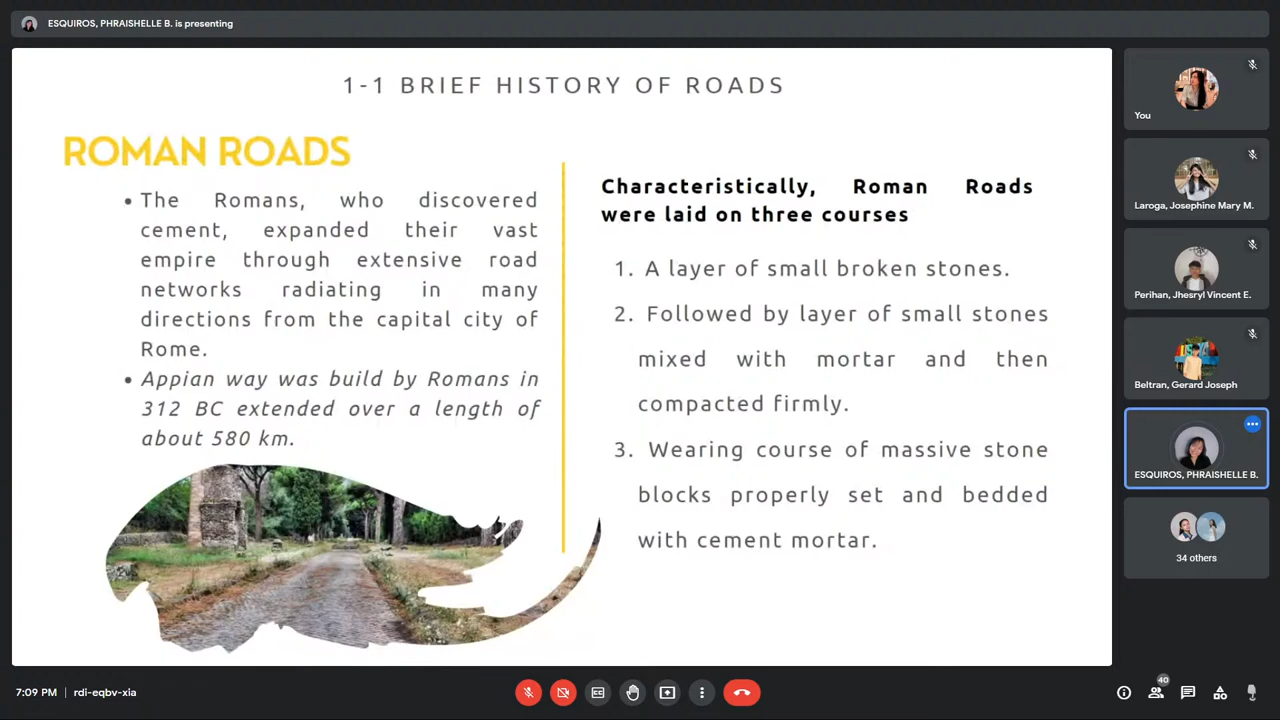 ESQUIROS, PHRAISHELLE B. is presenting
1-1 BRIEF HISTORY OF ROADS
ROMAN ROADS
• The Romans, who discovered
cement, expanded their vast
empire through extensive road
networks radiating in many
directions from the capital city of
Rome.
• Appian way was build by Romans in
312 BC extended over a length of
about 580 km.
Characteristically, Roman Roads
were laid on three courses
1. A layer of small broken stones.
2. Followed by layer of small stones
mixed with mortar and then
compacted firmly.
3. Wearing course of massive stone
blocks properly set and bedded
with cement mortar.
You
Laroga, Josephine Mary M.
Perihan, Jhesryl Vincent E.
Beltran, Gerard Joseph
ESQUIROS, PHRAISHELLE B.
34 others
7:09 PM | rdi-eqbv-xia
CC
40